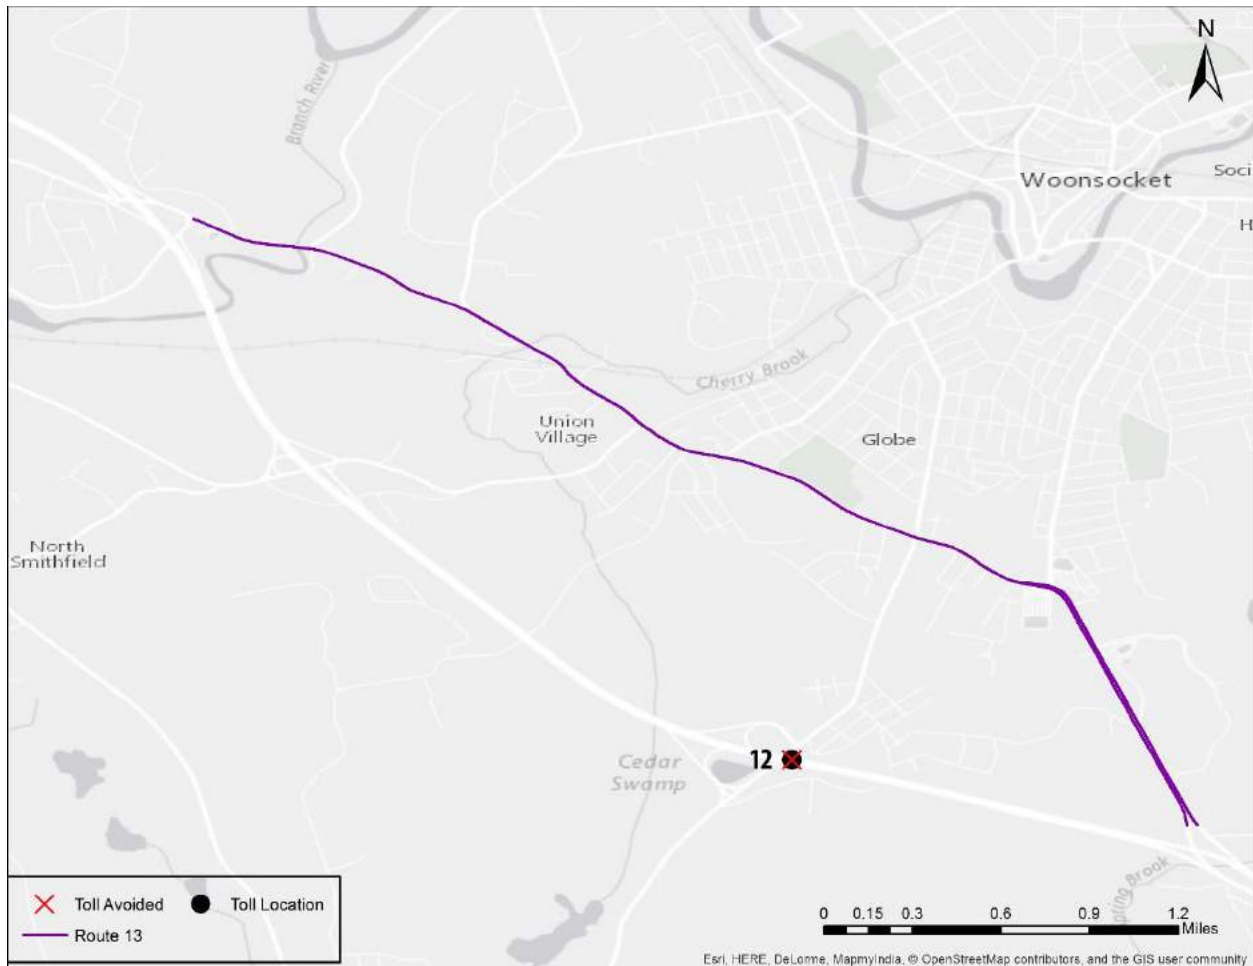 N
Branch River
Woonsocket
Soci
H
Cherry Brook
Union
Village
Globe
North
Smithfield
Cedar
Swamp
12
pling Brook
Toll Avoided
Toll Location
Route 13
0 0.15 0.3 0.6 0.9 1.2
Miles
Esri, HERE, DeLorme, MapmyIndia, © OpenStreetMap contributors, and the GIS user community